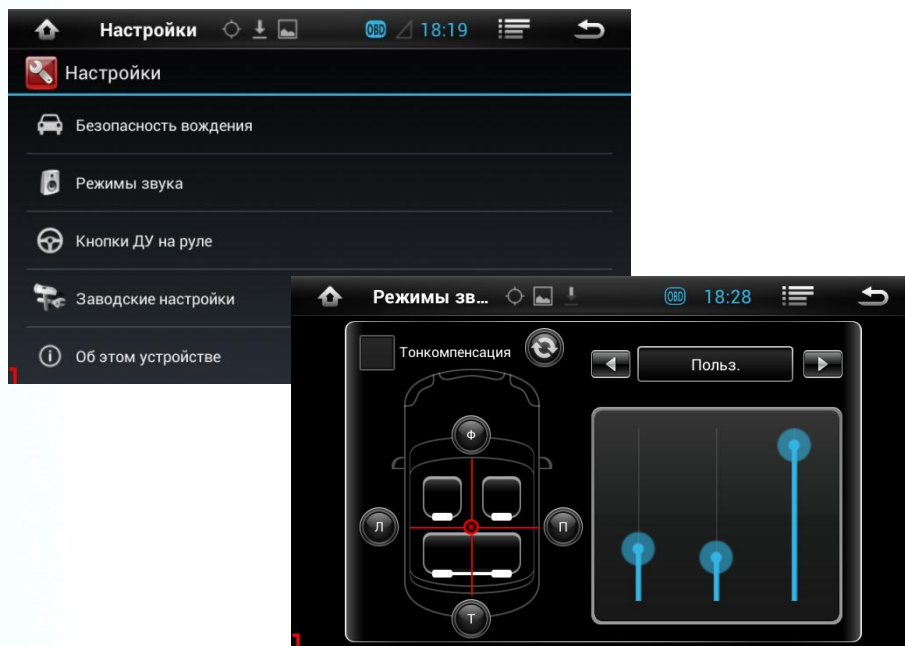 Настройки
OBD
18:19
Настройки
Безопасность вождения
Режимы звука
Кнопки ДУ на руле
Заводские настройки
Об этом устройстве
Режимы зв...
OBD
18:28
Тонкомпенсация
Польз.
Ф
Л
П
Т